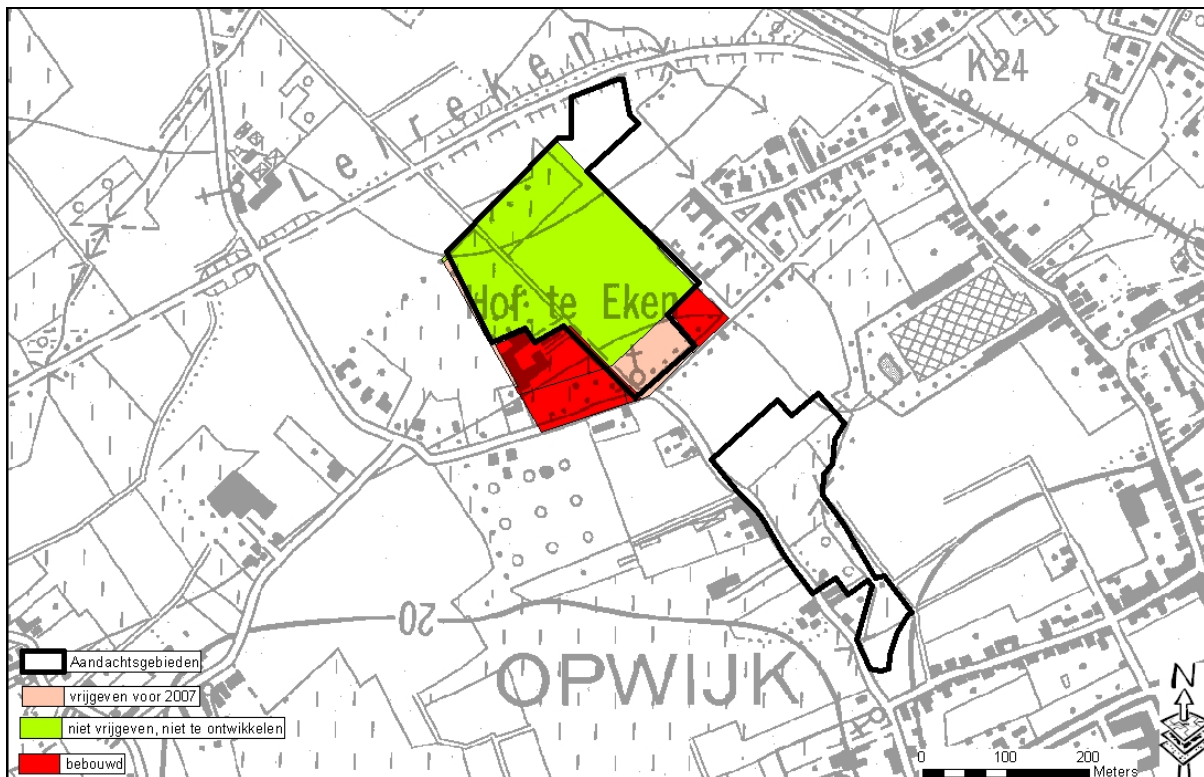 K24
Leireken
Hof te Eken
20
OPWIJK
Aandachtsgebieden
vrijgeven voor 2007
niet vrijgeven, niet te ontwikkelen
bebouwd
N
0 100 200
Meters